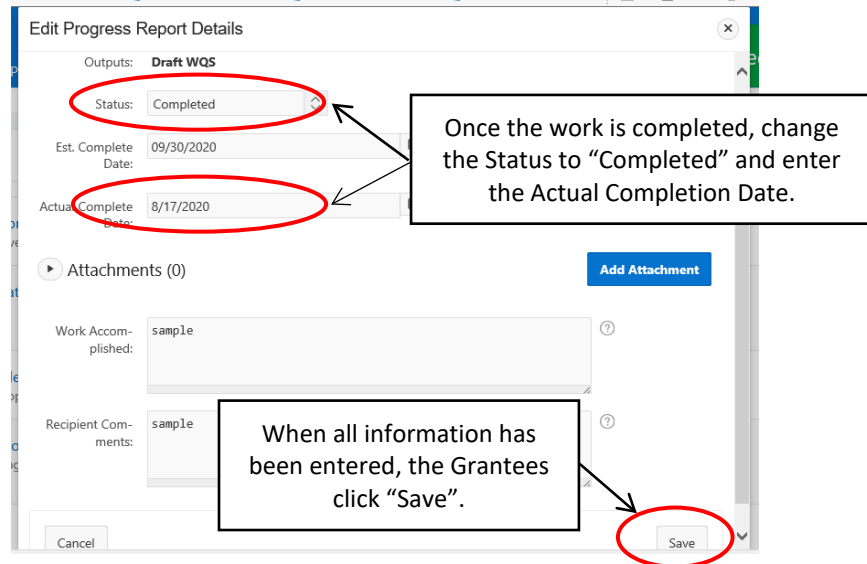 Edit Progress Report Details
Outputs: Draft WQS
Status: Completed
Once the work is completed, change
the Status to “Completed” and enter
the Actual Completion Date.
Est. Complete 09/30/2020
Date:
Actual Complete 8/17/2020
Date:
Attachments (0) Add Attachment
Work Accom- sample
plished:
Recipient Com- sample
ments:
When all information has
been entered, the Grantees
click “Save”.
Cancel Save